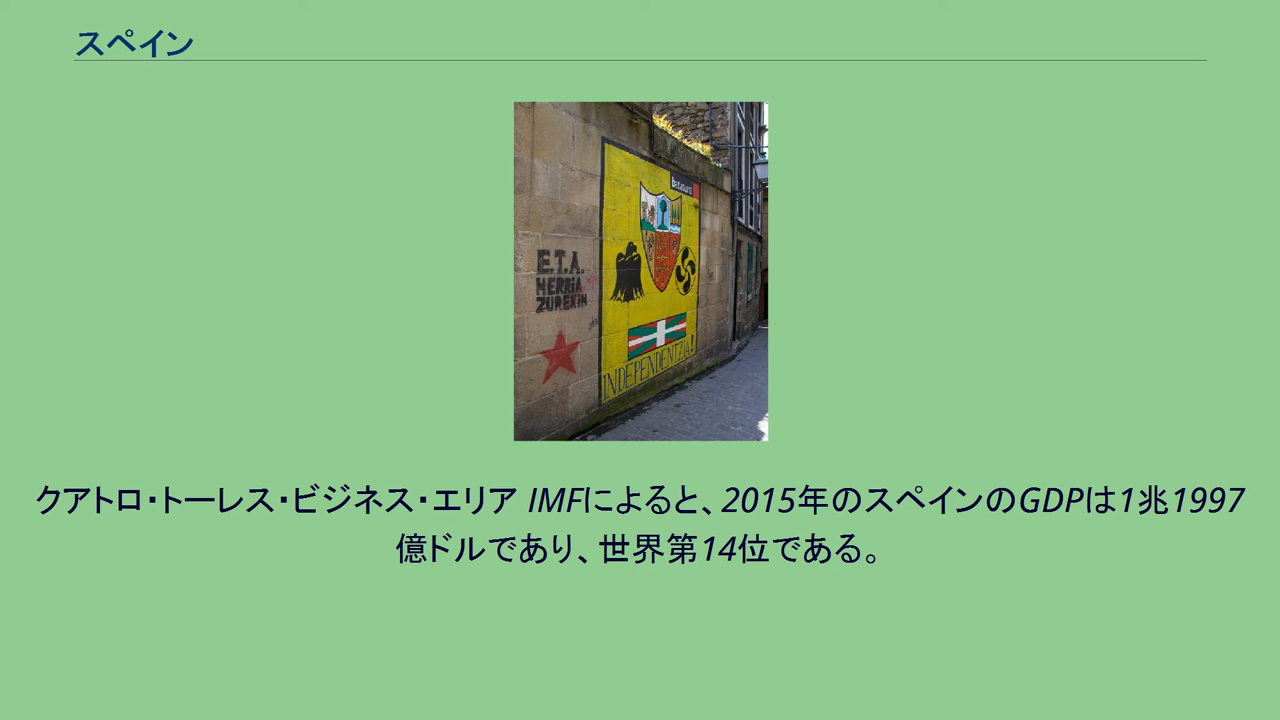 スペイン
batasuna
E.T.A.
HERRIA
ZUREKIN
INDEPENDENTZIA!
クアトロ・トーレス・ビジネス・エリア IMFによると、2015年のスペインのGDPは1兆1997
億ドルであり、世界第14位である。